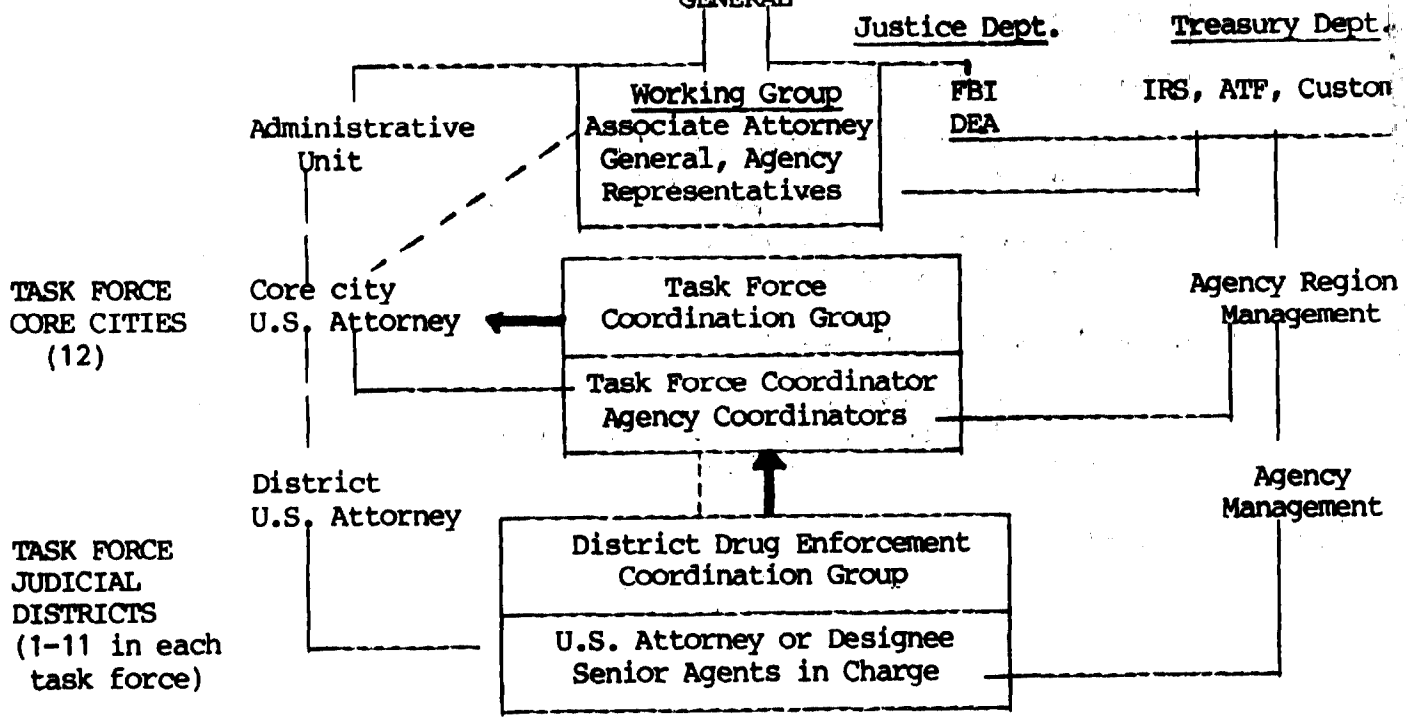 GENERAL
Justice Dept.
Treasury Dept.
FBI
DEA
IRS, ATF, Custom
Working Group
Associate Attorney
General, Agency
Representatives
Administrative
Unit
TASK FORCE
CORE CITIES
(12)
Core city
U.S. Attorney
Task Force
Coordination Group
Task Force Coordinator
Agency Coordinators
Agency Region
Management
District
U.S. Attorney
Agency
Management
TASK FORCE
JUDICIAL
DISTRICTS
(1-11 in each
task force)
District Drug Enforcement
Coordination Group
U.S. Attorney or Designee
Senior Agents in Charge